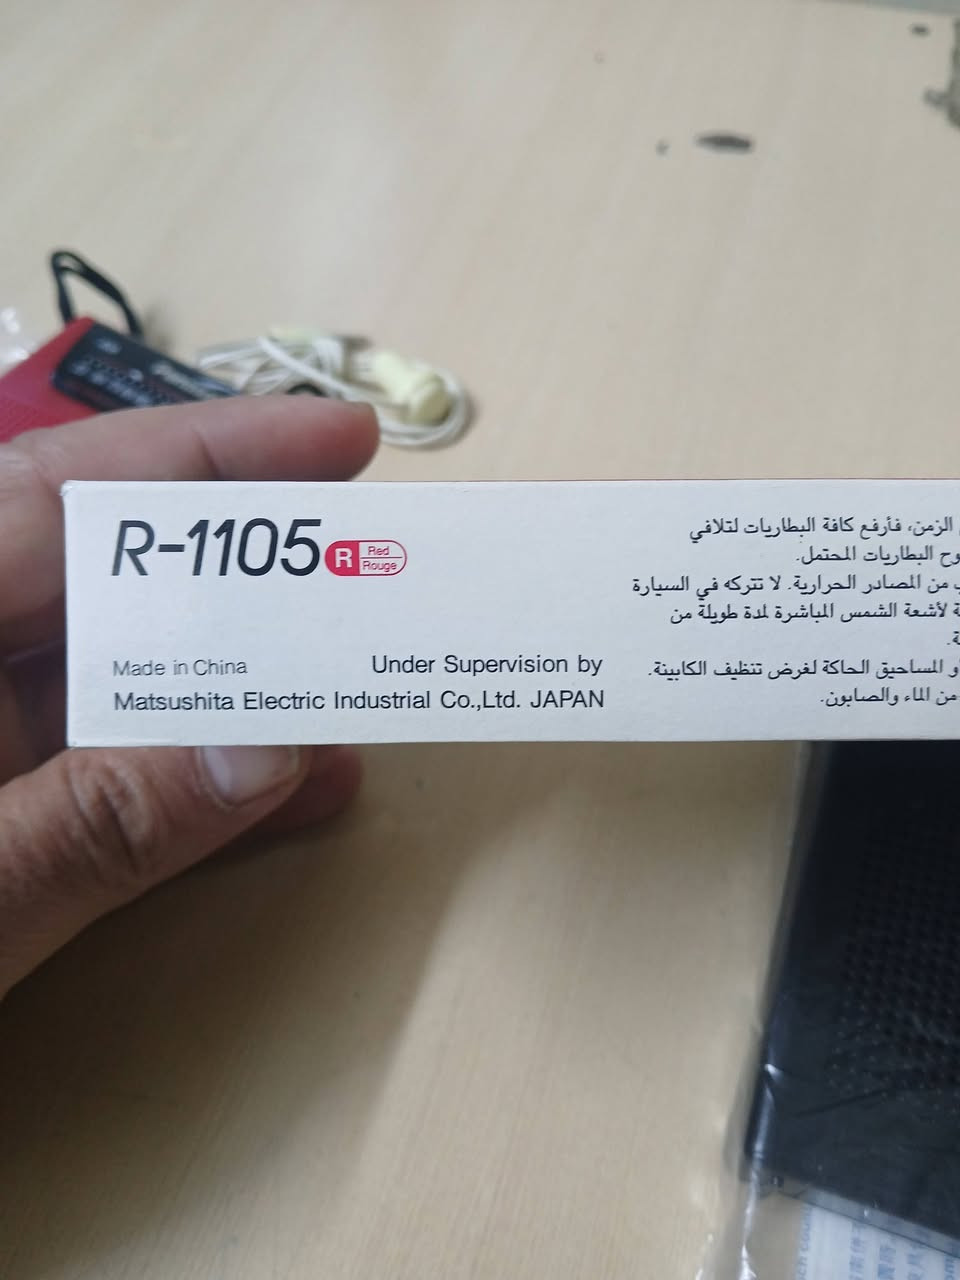 R-1105 R Red Rouge
Made in China Under Supervision by
Matsushita Electric Industrial Co.,Ltd. JAPAN
الزمن، فأرفع كافة البطاريات لتلافي
البطاريات المحتمل.
من المصادر الحرارية. لا تتركه في السيارة
لأشعة الشمس المباشرة لمدة طويلة من
المساحيق الحاكة لغرض تنظيف الكابينة.
من الماء والصابون.